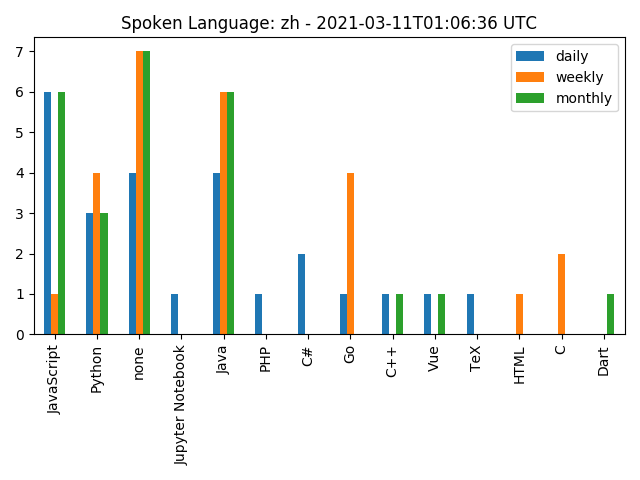 Spoken Language: zh - 2021-03-11T01:06:36 UTC
daily
weekly
monthly
7
6
5
4
3
2
1
0
JavaScript
Python
none
Jupyter Notebook
Java
PHP
C#
Go
C++
Vue
TeX
HTML
C
Dart